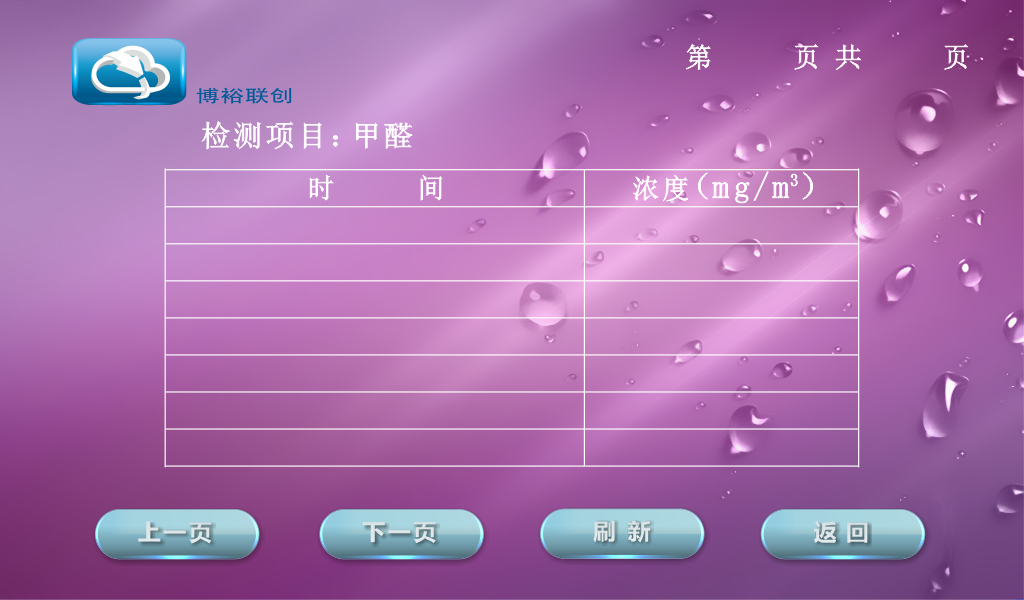 第 页 共 页
博裕联创
检测项目：甲醛
时 间 浓度(mg/m³)
上一页 下一页 刷 新 返 回